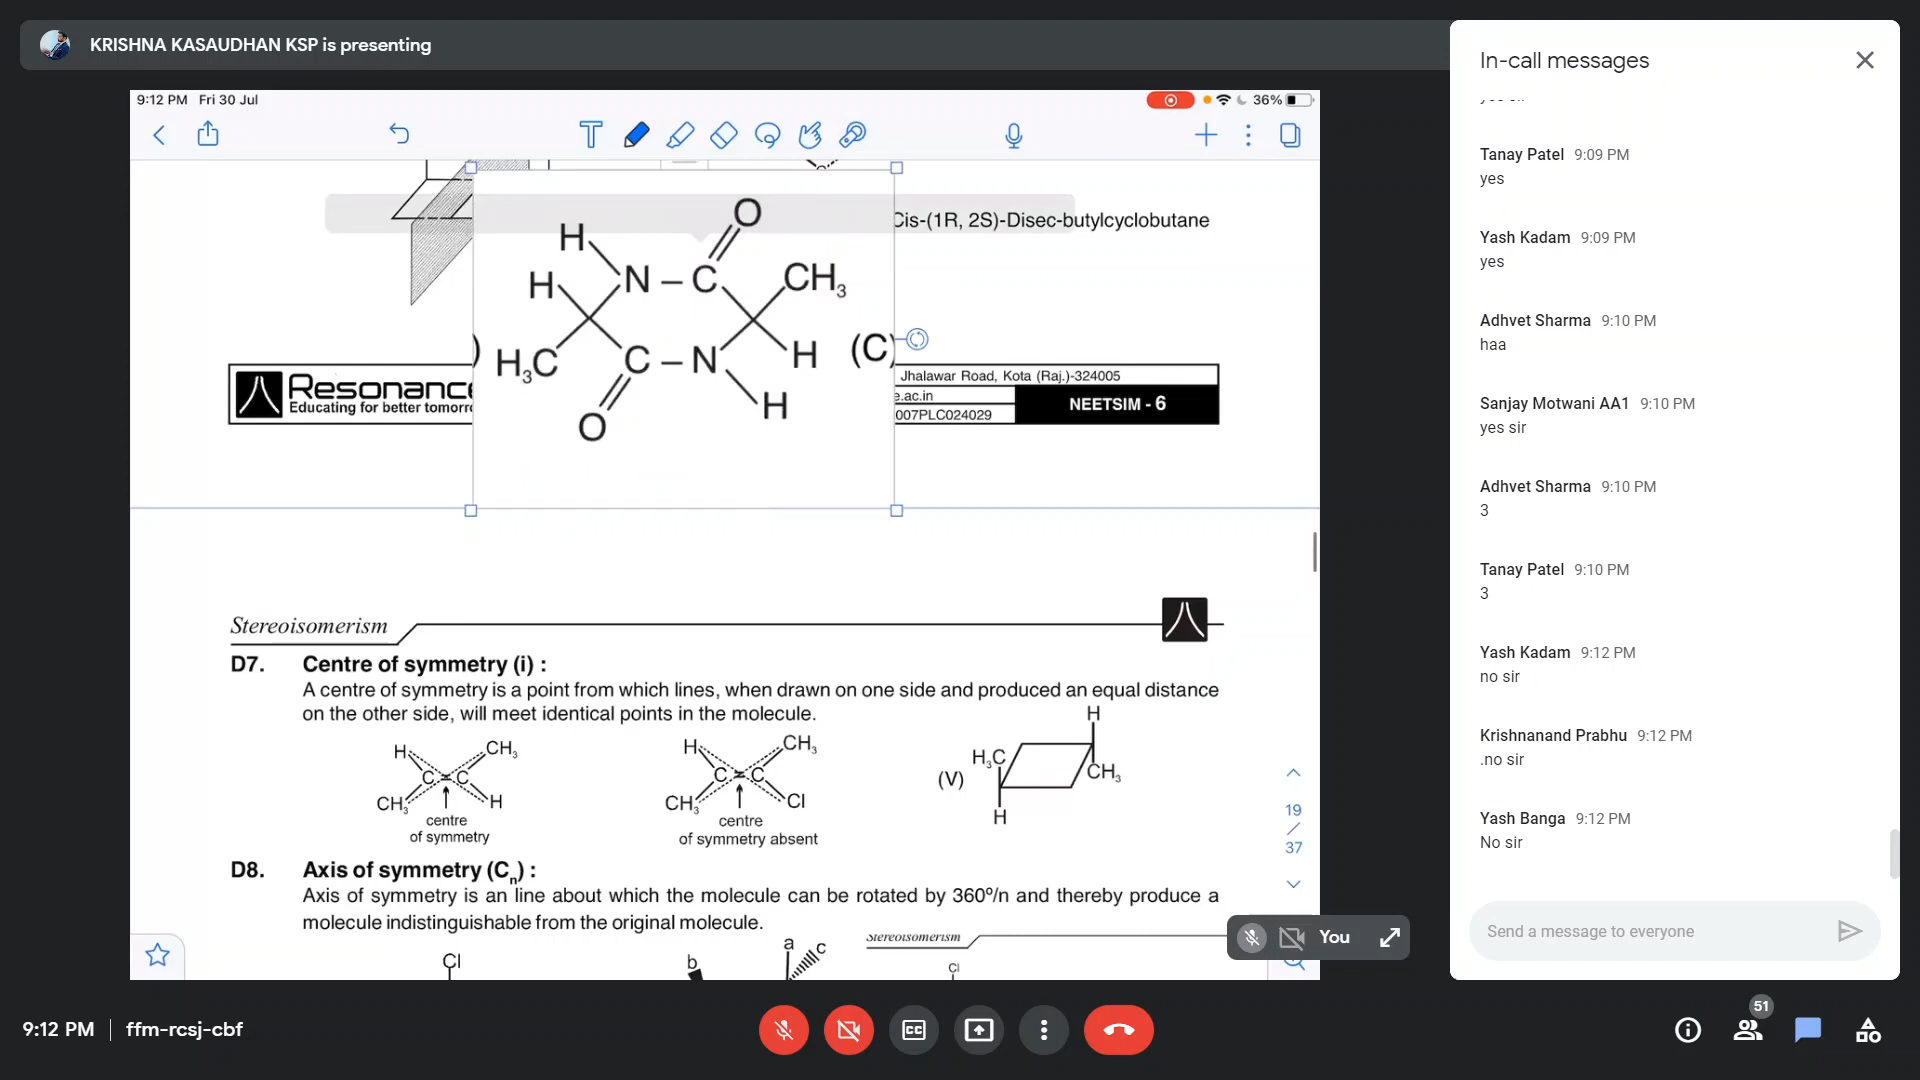 KRISHNA KASAUDHAN KSP is presenting
9:12 PM Fri 30 Jul
36%
Cis-(1R, 2S)-Disec-butylcyclobutane
O
H
N – C
CH₃
H
H₃C
C – N
H
(C)
O
H
)
Resonance
Educating for better tomorr
Jhalawar Road, Kota (Raj.)-324005
e.ac.in
007PLC024029
NEETSIM - 6
Stereoisomerism
D7. Centre of symmetry (i) :
A centre of symmetry is a point from which lines, when drawn on one side and produced an equal distance
on the other side, will meet identical points in the molecule.
H CH₃
C C
CH₃ H
centre
of symmetry
H CH₃
C C
CH₃ Cl
centre
of symmetry absent
(V)
H
H₃C
CH₃
H
19
/
37
D8. Axis of symmetry (Cₙ) :
Axis of symmetry is an line about which the molecule can be rotated by 360º/n and thereby produce a
molecule indistinguishable from the original molecule.
Cl
b
a
c
Stereoisomerism
Cl
You
In-call messages
Tanay Patel 9:09 PM
yes
Yash Kadam 9:09 PM
yes
Adhvet Sharma 9:10 PM
haa
Sanjay Motwani AA1 9:10 PM
yes sir
Adhvet Sharma 9:10 PM
3
Tanay Patel 9:10 PM
3
Yash Kadam 9:12 PM
no sir
Krishnanand Prabhu 9:12 PM
.no sir
Yash Banga 9:12 PM
No sir
Send a message to everyone
9:12 PM | ffm-rcsj-cbf
CC
51